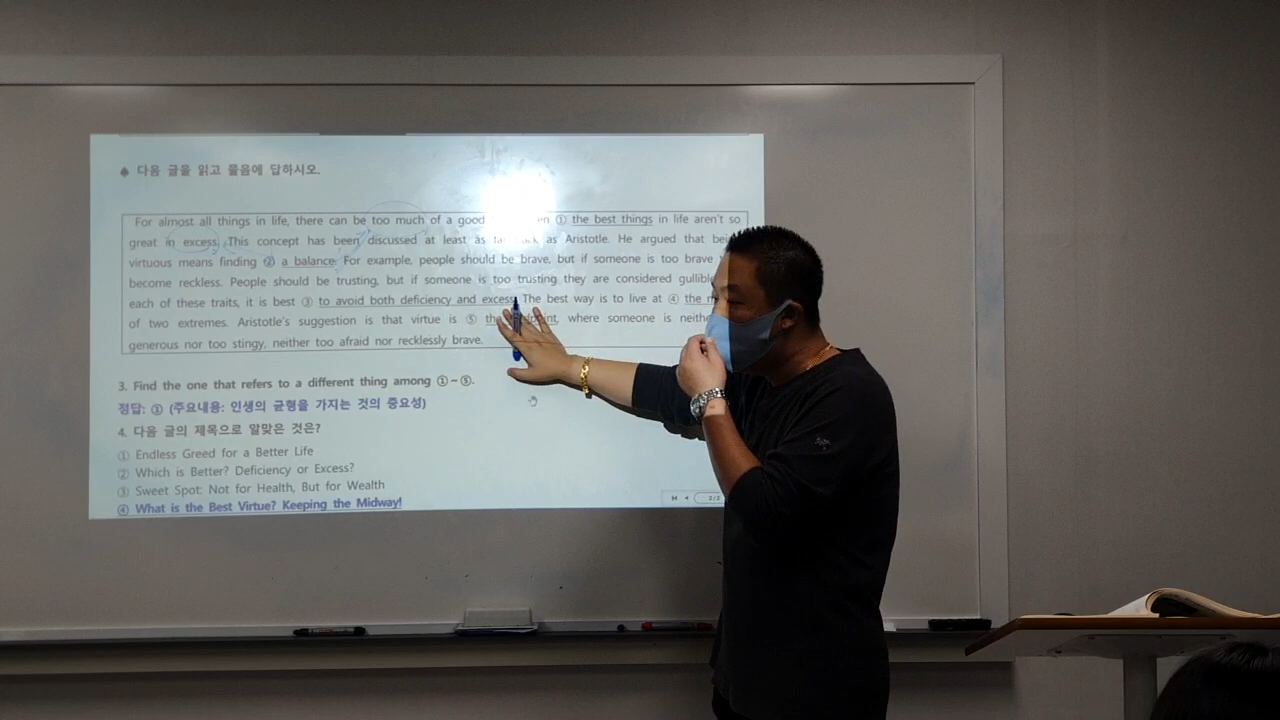 ♠ 다음 글을 읽고 물음에 답하시오.
For almost all things in life, there can be too much of a good ① the best things in life aren't so
great in excess. This concept has been discussed at least as as Aristotle. He argued that
virtuous means finding ② a balance. For example, people should be brave, but if someone is too brave
become reckless. People should be trusting, but if someone is too trusting they are considered
each of these traits, it is best ③ to avoid both deficiency and excess. The best way is to live at ④ the
of two extremes. Aristotle's suggestion is that virtue is ⑤ where someone is
generous nor too stingy, neither too afraid nor recklessly brave.
3. Find the one that refers to a different thing among ①~⑤.
정답: ① (주요내용: 인생의 균형을 가지는 것의 중요성)
4. 다음 글의 제목으로 알맞은 것은?
① Endless Greed for a Better Life
② Which is Better? Deficiency or Excess?
③ Sweet Spot: Not for Health, But for Wealth
④ What is the Best Virtue? Keeping the Midway!